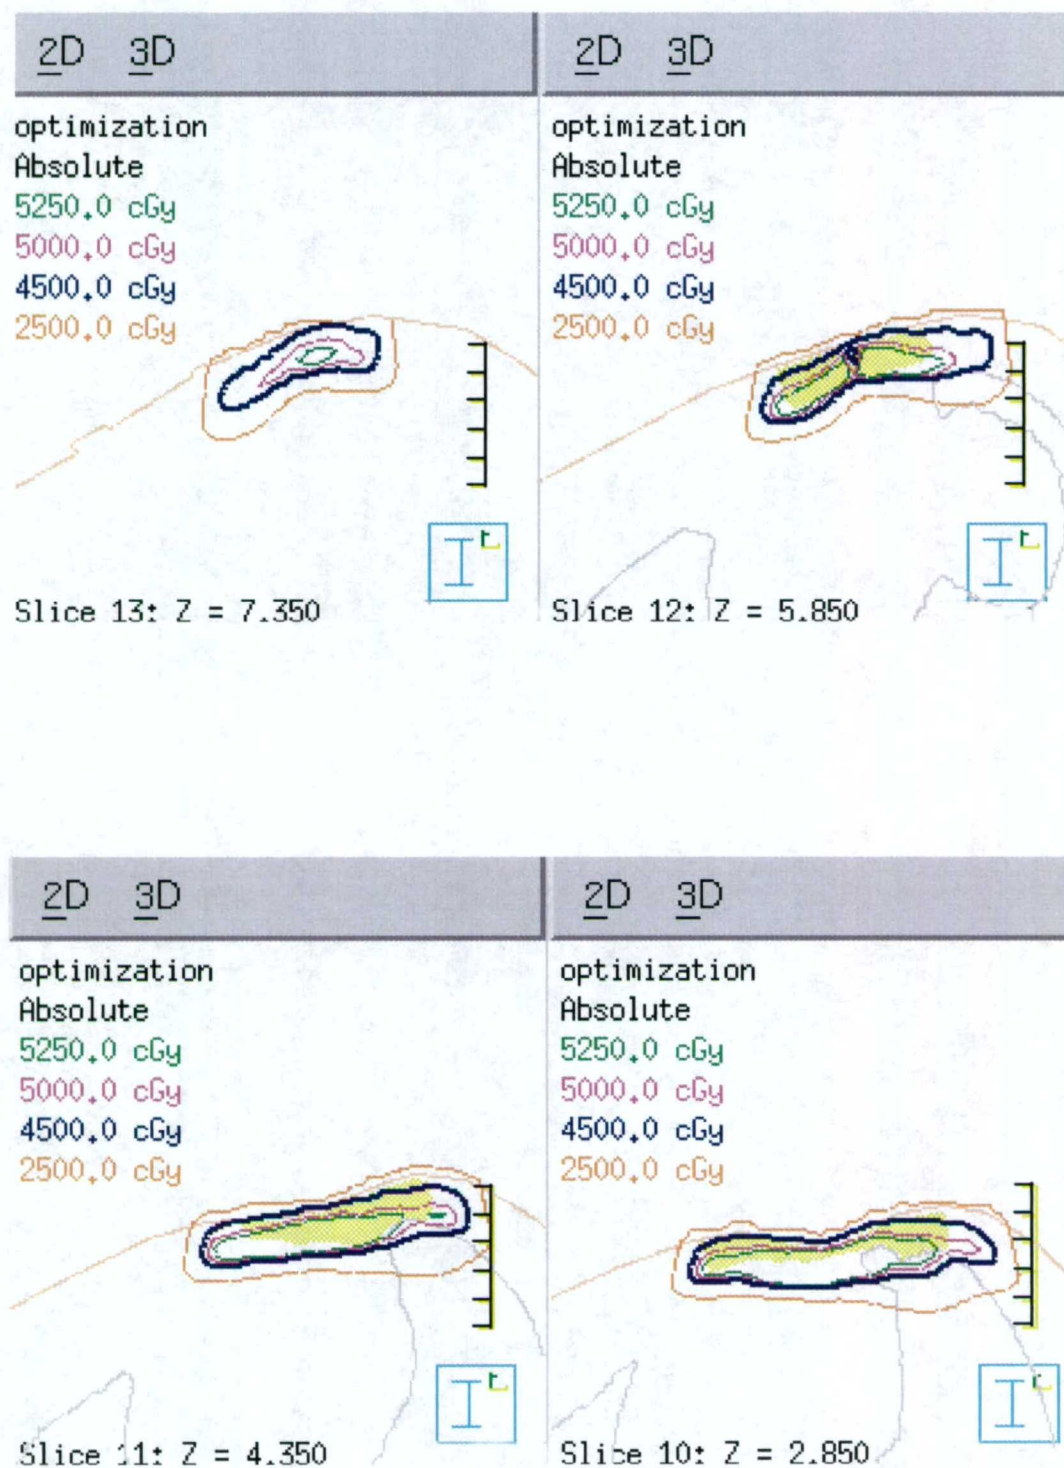 2D 3D
optimization
Absolute
5250.0 cGy
5000.0 cGy
4500.0 cGy
2500.0 cGy
Slice 13: Z = 7.350
2D 3D
optimization
Absolute
5250.0 cGy
5000.0 cGy
4500.0 cGy
2500.0 cGy
Slice 12: Z = 5.850
2D 3D
optimization
Absolute
5250.0 cGy
5000.0 cGy
4500.0 cGy
2500.0 cGy
Slice 11: Z = 4.350
2D 3D
optimization
Absolute
5250.0 cGy
5000.0 cGy
4500.0 cGy
2500.0 cGy
Slice 10: Z = 2.850